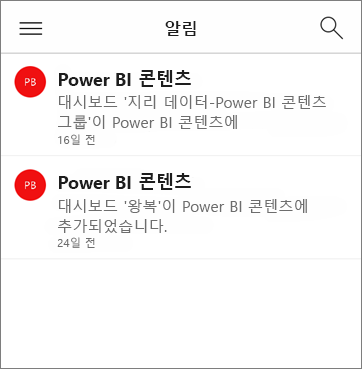 알림
PB
Power BI 콘텐츠
대시보드 '지리 데이터-Power BI 콘텐츠
그룹'이 Power BI 콘텐츠에
16일 전
PB
Power BI 콘텐츠
대시보드 '왕복'이 Power BI 콘텐츠에
추가되었습니다.
24일 전